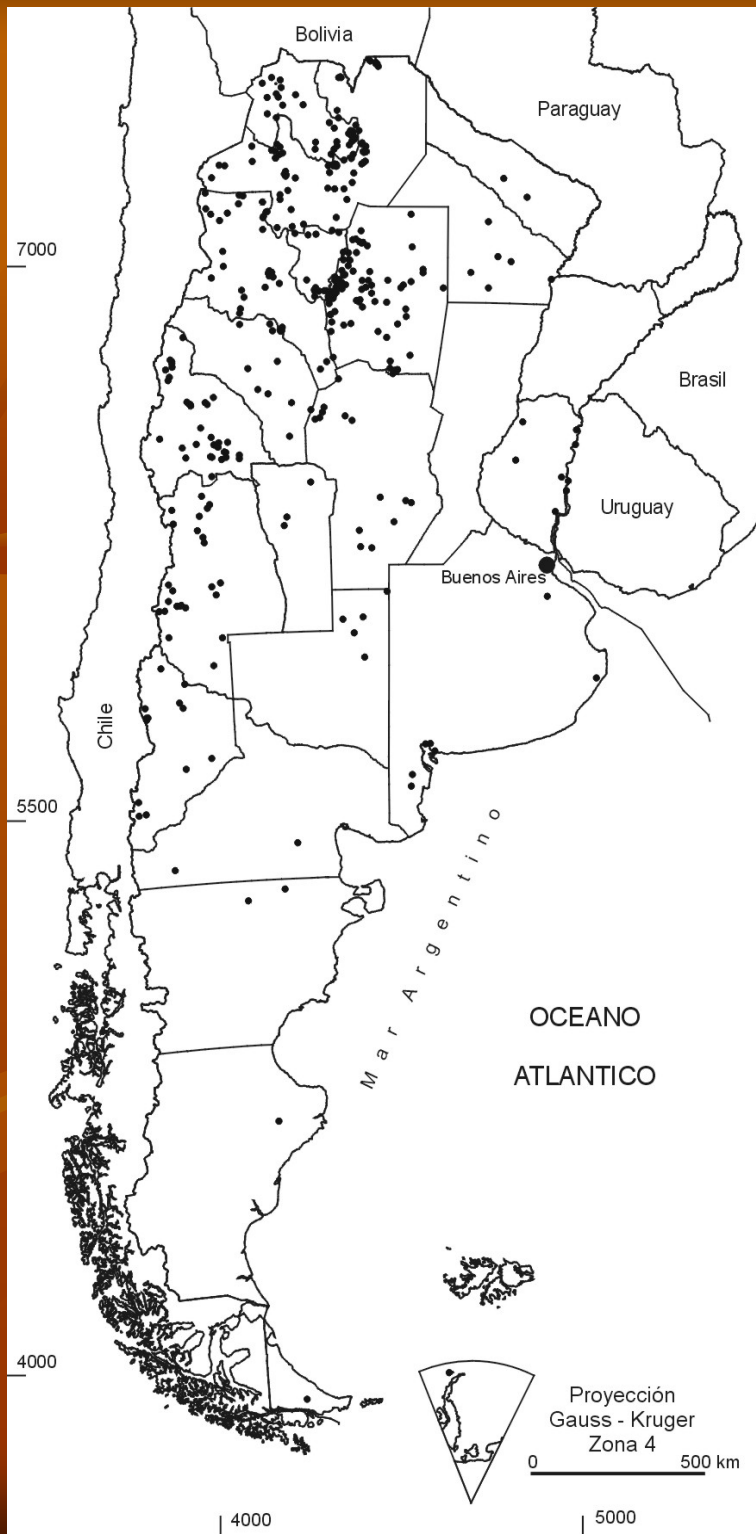 Bolivia
Paraguay
7000
Brasil
Uruguay
Buenos Aires
Chile
5500
Mar Argentino
OCEANO
ATLANTICO
4000
Proyección
Gauss - Kruger
Zona 4
0 500 km
4000 5000